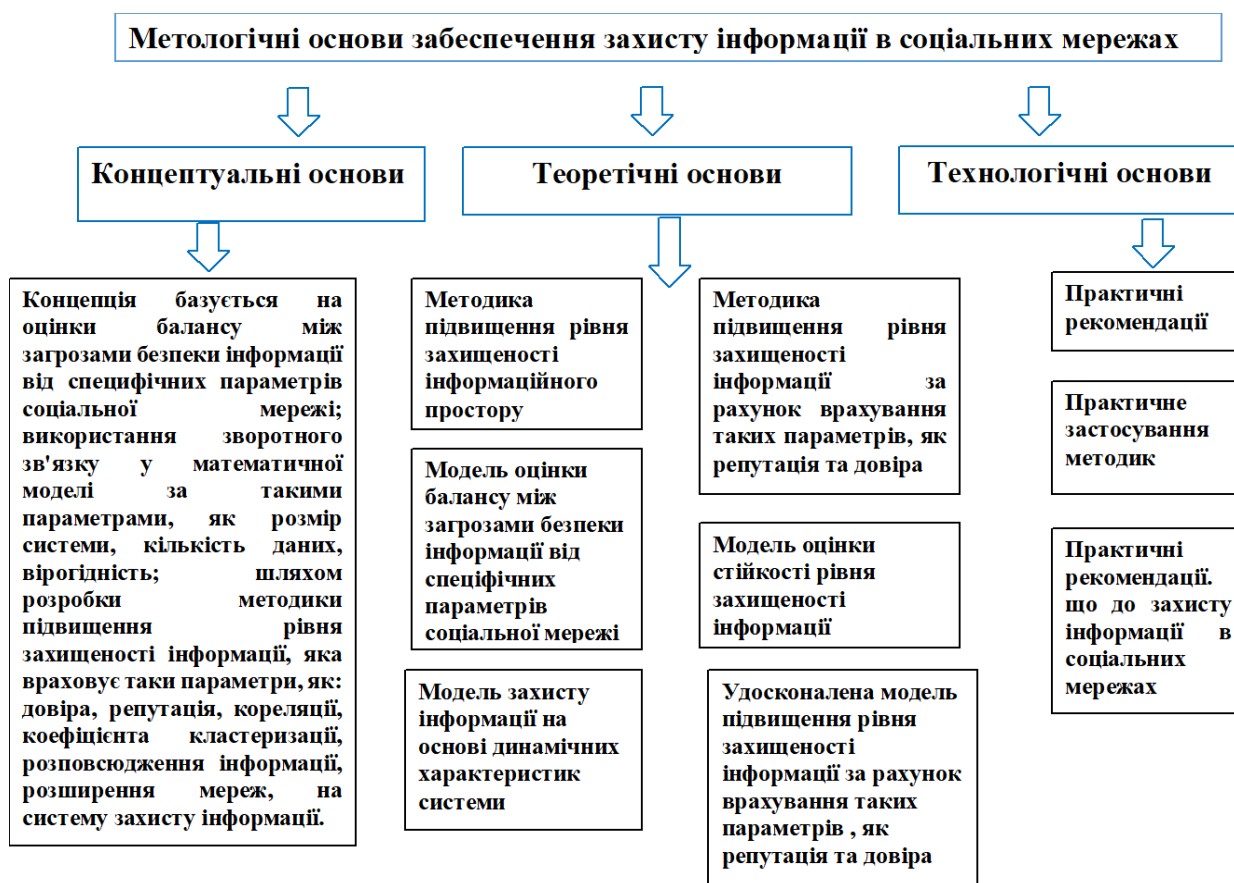 Метологічні основи забеспечення захисту інформації в соціальних мережах
Концептуальні основи
Теоретічні основи
Технологічні основи
Концепція базується на
оцінки балансу між
загрозами безпеки інформації
від специфічних параметрів
соціальної мережі;
використання зворотного
зв'язку у математичної
моделі за такими
параметрами, як розмір
системи, кількість даних,
вірогідність; шляхом
розробки методики
підвищення рівня
захищеності інформації, яка
враховує таки параметри, як:
довіра, репутація, кореляції,
коефіцієнта кластеризації,
розповсюдження інформації,
розширення мереж, на
систему захисту інформації.
Методика
підвищення рівня
захищеності
інформаційного
простору
Модель оцінки
балансу між
загрозами безпеки
інформації від
спеціфічних
параметрів
соціальної мережі
Модель захисту
інформації на
основі динамічних
характеристик
системи
Методика
підвищення рівня
захищеності
інформації за
рахунок врахування
таких параметрів, як
репутація та довіра
Модель оцінки
стійкості рівня
захищеності
інформації
Удосконалена модель
підвищення рівня
захищеності
інформації за рахунок
врахування таких
параметрів , як
репутація та довіра
Практичні
рекомендації
Практичне
застосування
методик
Практичні
рекомендації.
що до захисту
інформації в
соціальних
мережах